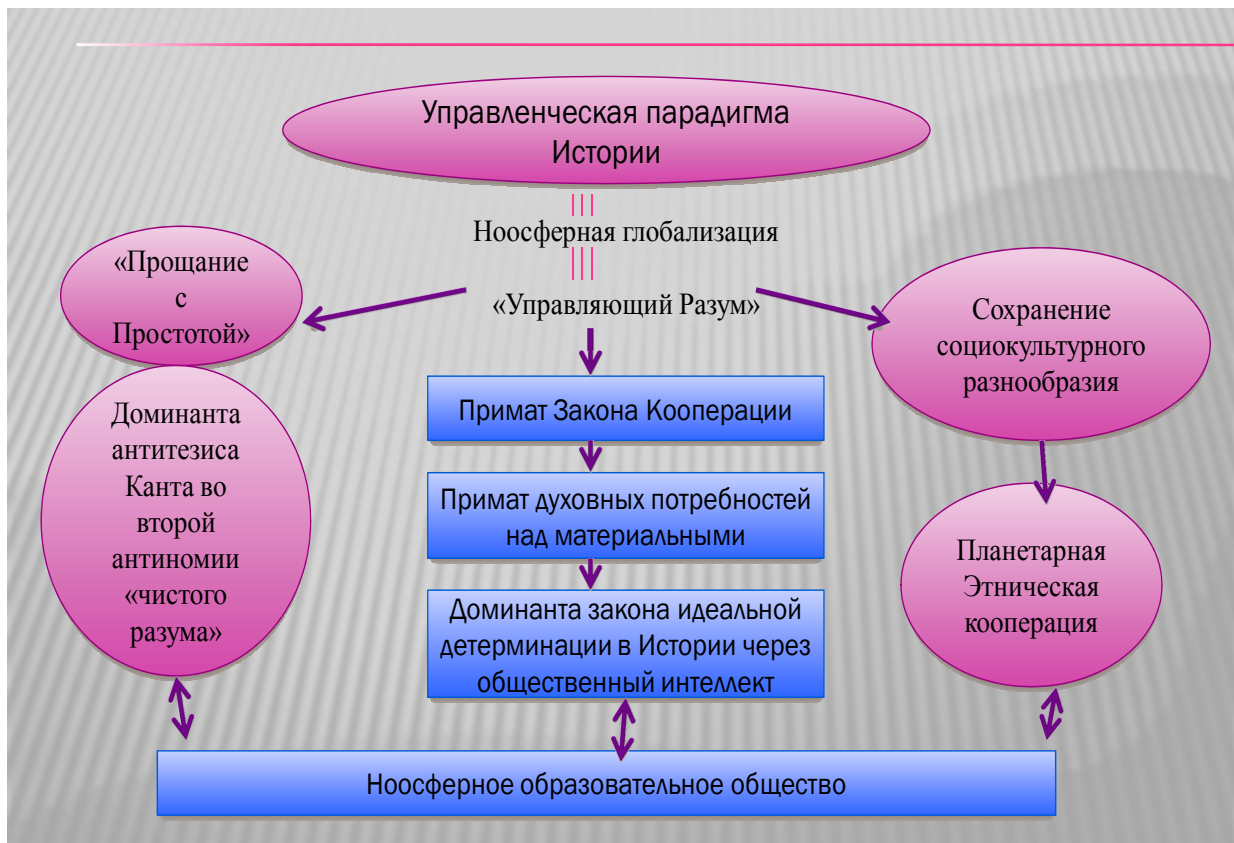 Управленческая парадигма
Истории
Ноосферная глобализация
«Управляющий Разум»
«Прощание
с
Простотой»
Доминанта
антитезиса
Канта во
второй
антиномии
«чистого
разума»
Примат Закона Кооперации
Примат духовных потребностей
над материальными
Доминанта закона идеальной
детерминации в Истории через
общественный интеллект
Сохранение
социокультурного
разнообразия
Планетарная
Этническая
кооперация
Ноосферное образовательное общество